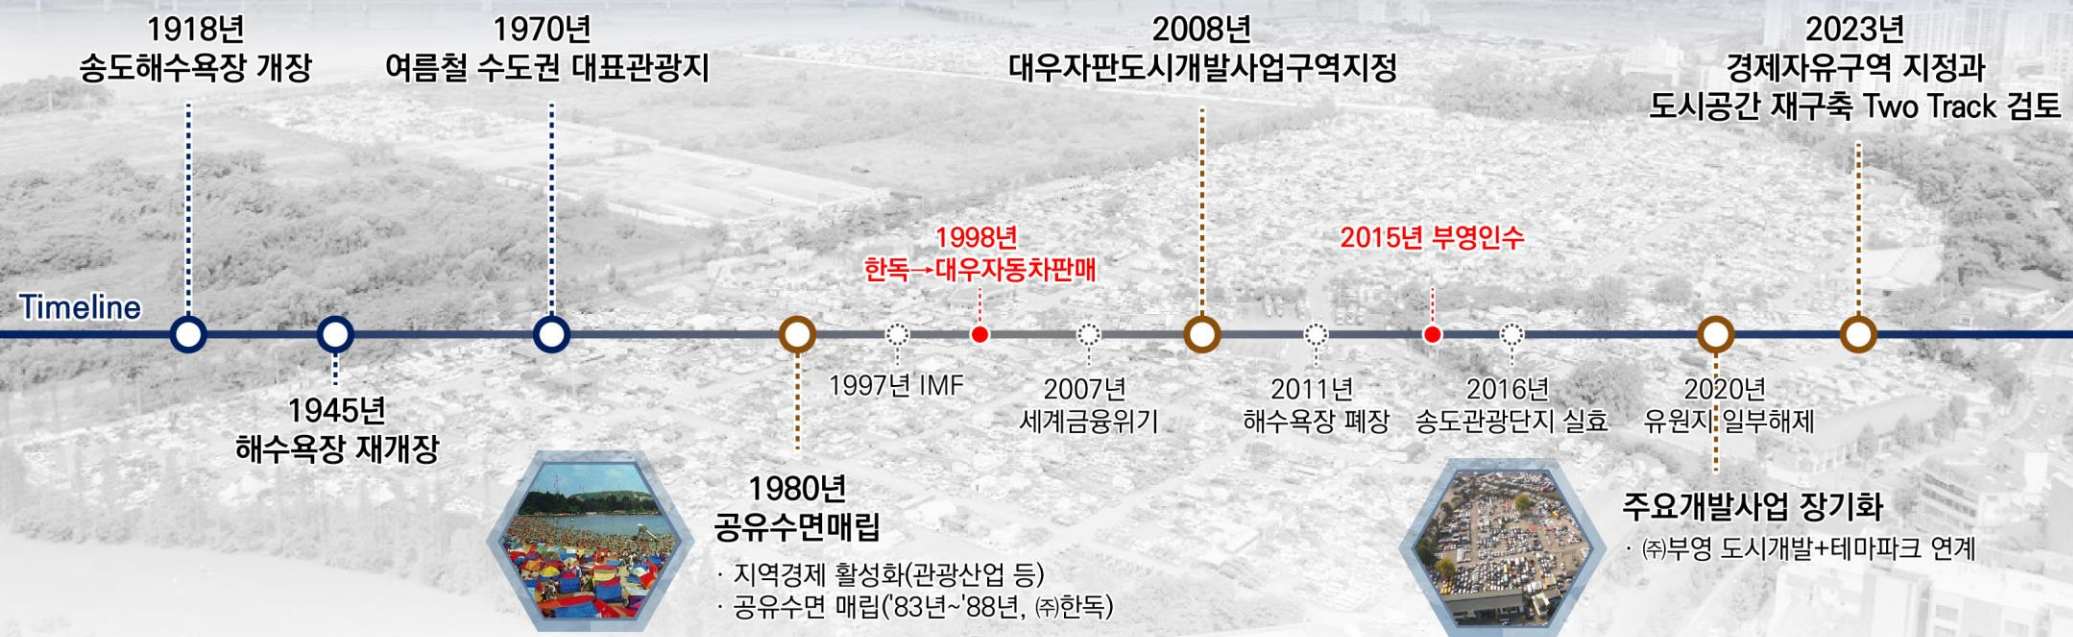 1918년
송도해수욕장 개장
1970년
여름철 수도권 대표관광지
2008년
대우자판도시개발사업구역지정
2023년
경제자유구역 지정과
도시공간 재구축 Two Track 검토
1998년
한독→대우자동차판매
2015년 부영인수
Timeline
1945년
해수욕장 재개장
1997년 IMF
2007년
세계금융위기
2011년
해수욕장 폐장
2016년
송도관광단지 실효
2020년
유원지 일부해제
1980년
공유수면매립
· 지역경제 활성화(관광산업 등)
· 공유수면 매립('83년~'88년, ㈜한독)
주요개발사업 장기화
· ㈜부영 도시개발+테마파크 연계